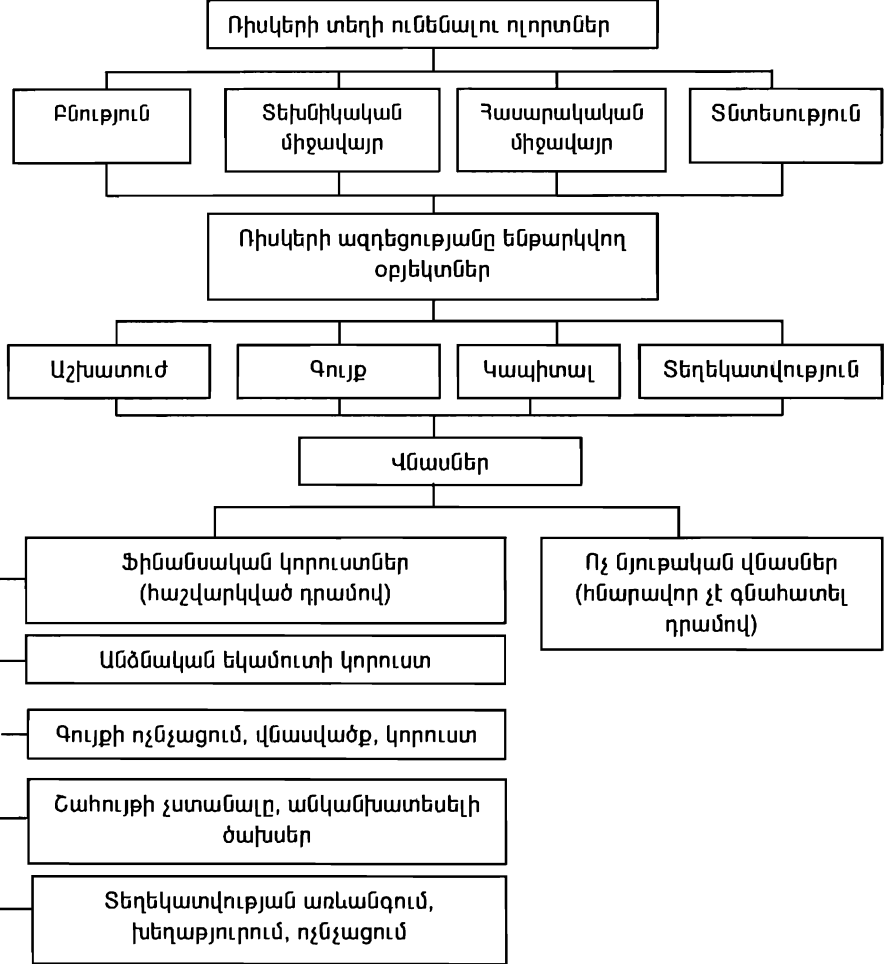 Ռիսկերի տեղի ունենալու ոլորտներ
Բնություն
Տեխնիկական
միջավայր
Հասարակական
միջավայր
Տնտեսություն
Ռիսկերի ազդեցությանը ենթարկվող
օբյեկտներ
Աշխատուժ
Գույք
Կապիտալ
Տեղեկատվություն
Վնասներ
Ֆինանսական կորուստներ
(հաշվարկված դրամով)
Ոչ նյութական վնասներ
(հնարավոր չէ գնահատել
դրամով)
Անձնական եկամուտի կորուստ
Գույքի ոչնչացում, վնասվածք, կորուստ
Շահույթի չստանալը, անկանխատեսելի
ծախսեր
Տեղեկատվության առևանգում,
խեղաթյուրում, ոչնչացում